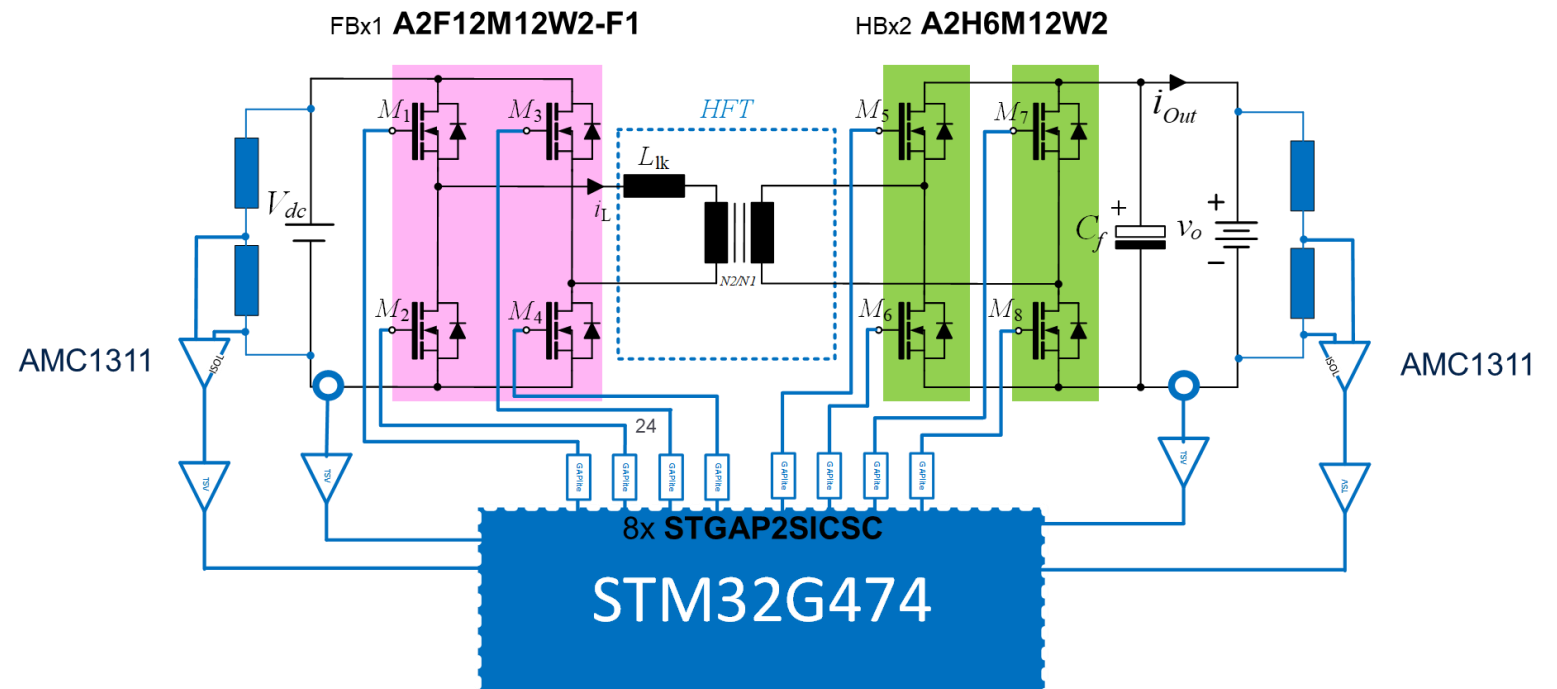 FBx1 A2F12M12W2-F1
HBx2 A2H6M12W2
M1
M3
HFT
M5
M7
iOut
Llk
Vdc
iL
N2/N1
+
Cf
vo
+
−
M2
M4
M6
M8
AMC1311
ISOL
ISOL
AMC1311
24
TSV
TSV
GAPlite
GAPlite
GAPlite
GAPlite
GAPlite
GAPlite
GAPlite
GAPlite
TSV
TSV
8x STGAP2SICSC
STM32G474